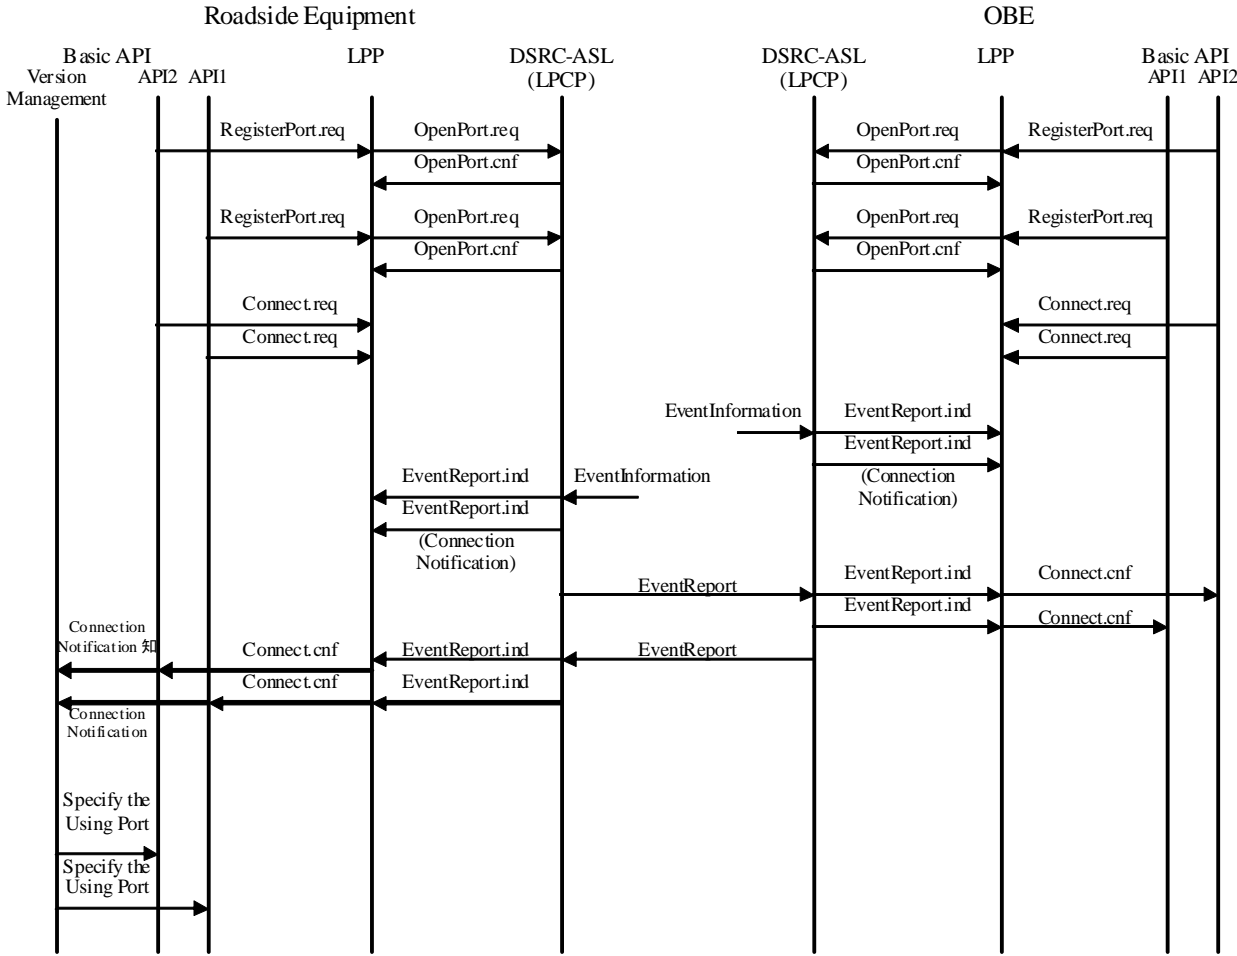 Roadside Equipment
OBE
Basic API
LPP
DSRC-ASL
(LPCP)
DSRC-ASL
(LPCP)
LPP
Basic API
Version
Management
API2
API1
API1
API2
RegisterPort.req
OpenPort.req
OpenPort.req
RegisterPort.req
OpenPort.cnf
OpenPort.cnf
RegisterPort.req
OpenPort.req
OpenPort.req
RegisterPort.req
OpenPort.cnf
OpenPort.cnf
Connect.req
Connect.req
Connect.req
Connect.req
EventInformation
EventReport.ind
EventReport.ind
(Connection
Notification)
EventReport.ind
EventInformation
EventReport.ind
(Connection
Notification)
EventReport
EventReport.ind
Connect.cnf
EventReport.ind
Connect.cnf
Connection
Notification 知
Connect.cnf
EventReport.ind
EventReport
Connect.cnf
EventReport.ind
Connection
Notification
Specify the
Using Port
Specify the
Using Port